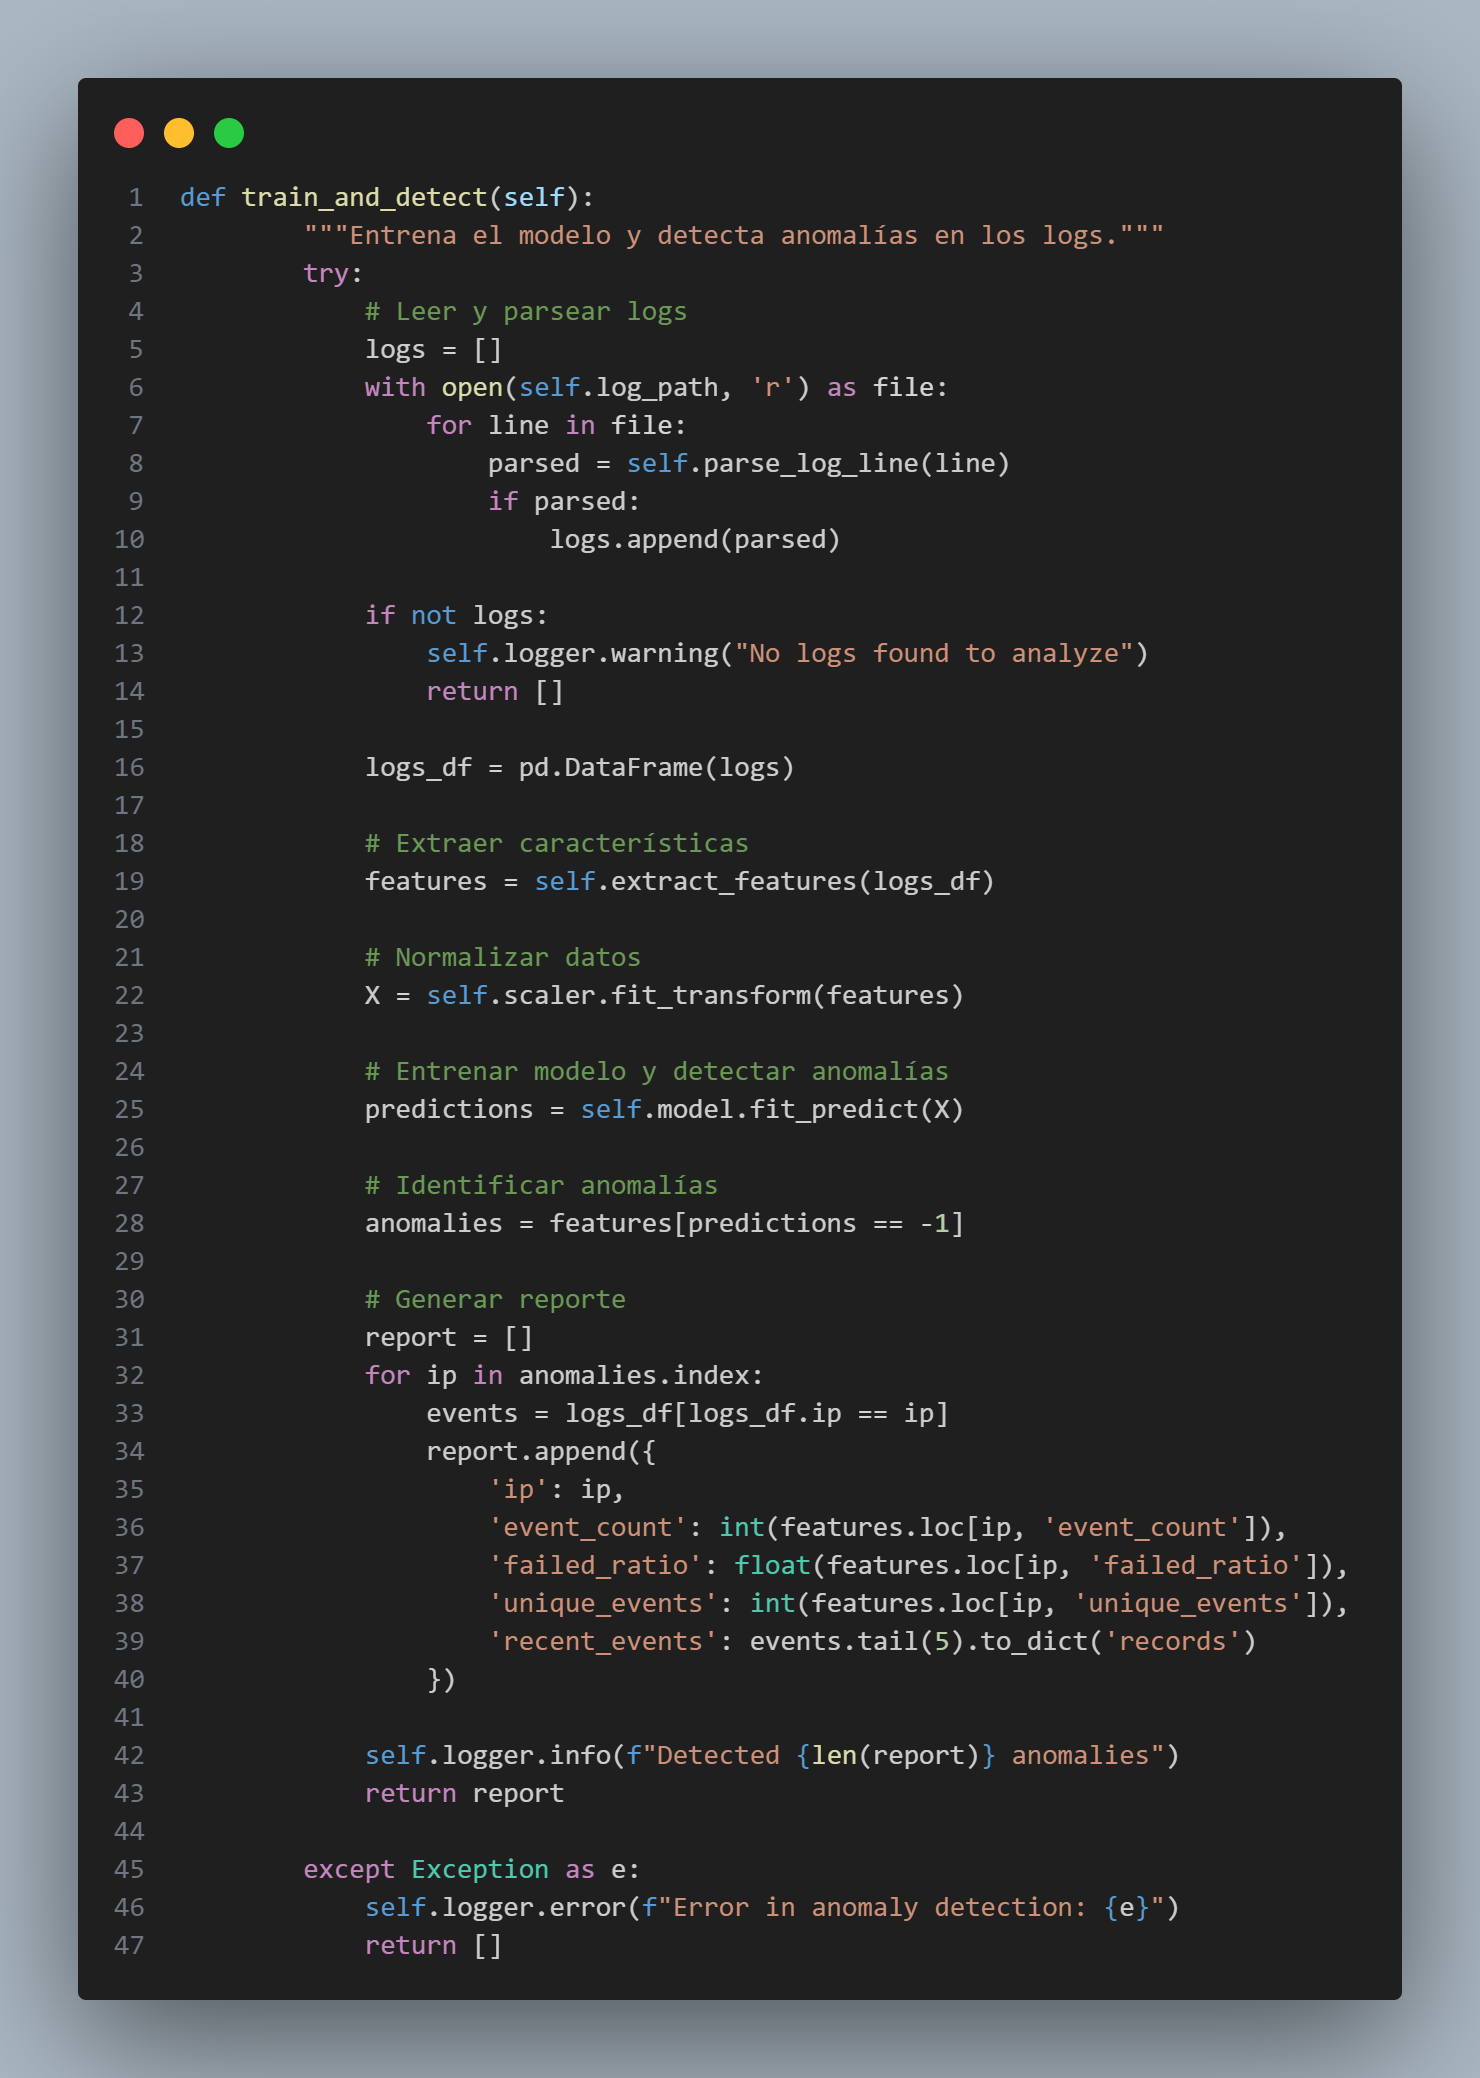 1 def train_and_detect(self):
2         """Entrena el modelo y detecta anomalías en los logs."""
3         try:
4             # Leer y parsear logs
5             logs = []
6             with open(self.log_path, 'r') as file:
7                 for line in file:
8                     parsed = self.parse_log_line(line)
9                     if parsed:
10                         logs.append(parsed)
11
12             if not logs:
13                 self.logger.warning("No logs found to analyze")
14                 return []
15
16             logs_df = pd.DataFrame(logs)
17
18             # Extraer características
19             features = self.extract_features(logs_df)
20
21             # Normalizar datos
22             X = self.scaler.fit_transform(features)
23
24             # Entrenar modelo y detectar anomalías
25             predictions = self.model.fit_predict(X)
26
27             # Identificar anomalías
28             anomalies = features[predictions == -1]
29
30             # Generar reporte
31             report = []
32             for ip in anomalies.index:
33                 events = logs_df[logs_df.ip == ip]
34                 report.append({
35                     'ip': ip,
36                     'event_count': int(features.loc[ip, 'event_count']),
37                     'failed_ratio': float(features.loc[ip, 'failed_ratio']),
38                     'unique_events': int(features.loc[ip, 'unique_events']),
39                     'recent_events': events.tail(5).to_dict('records')
40                 })
41
42             self.logger.info(f"Detected {len(report)} anomalies")
43             return report
44
45         except Exception as e:
46             self.logger.error(f"Error in anomaly detection: {e}")
47             return []